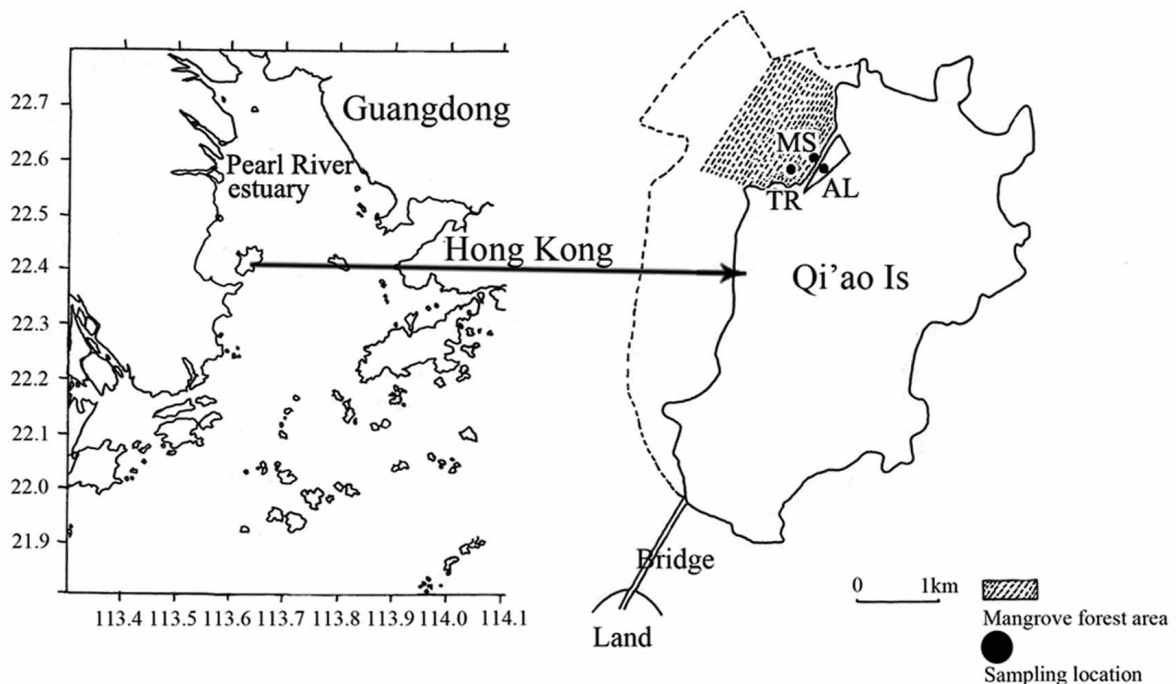 22.7
22.6
22.5
22.4
22.3
22.2
22.1
22.0
21.9
113.4 113.5 113.6 113.7 113.8 113.9 114.0 114.1
Guangdong
Pearl River
estuary
Hong Kong
MS
TR
AL
Qi’ao Is
Bridge
Land
0 1km
Mangrove forest area
Sampling location